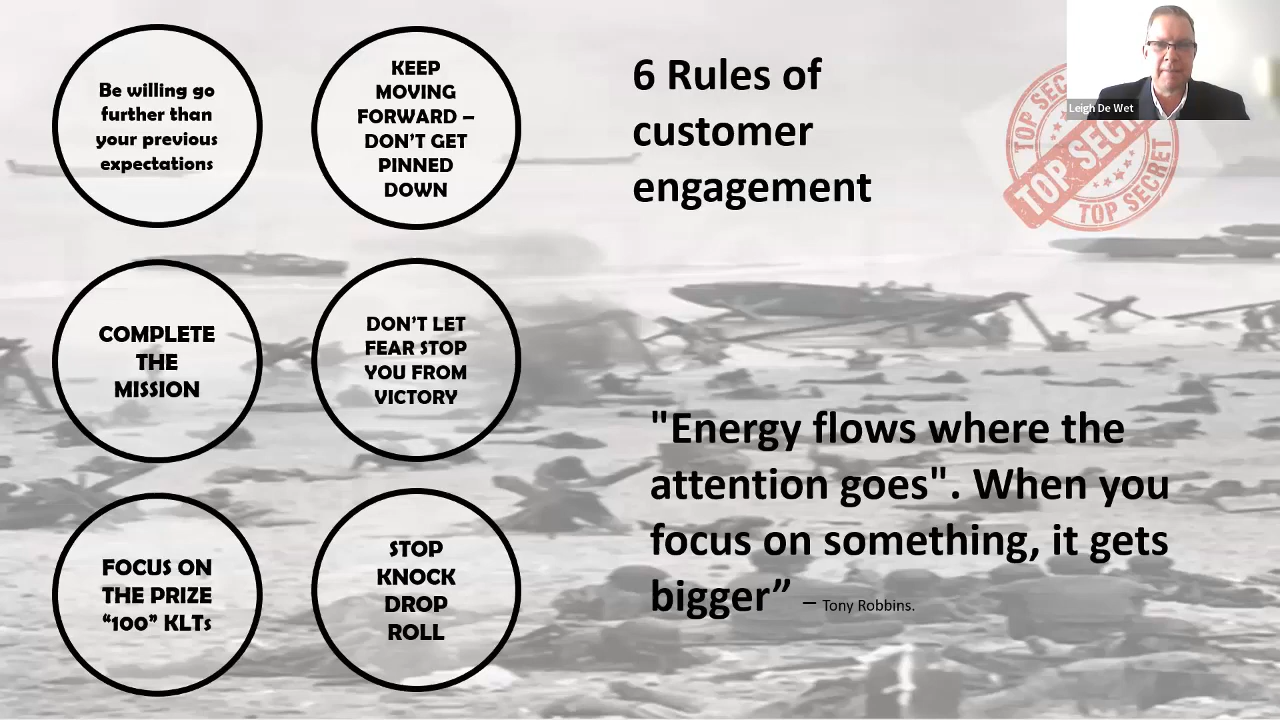 Be willing go
further than
your previous
expectations
KEEP
MOVING
FORWARD –
DON'T GET
PINNED
DOWN
6 Rules of
customer
engagement
TOP SECRET
TOP SECRET
TOP SECRET
Leigh De Wet
COMPLETE
THE
MISSION
DON'T LET
FEAR STOP
YOU FROM
VICTORY
"Energy flows where the
attention goes". When you
focus on something, it gets
bigger” – Tony Robbins.
FOCUS ON
THE PRIZE
“100” KLTs
STOP
KNOCK
DROP
ROLL